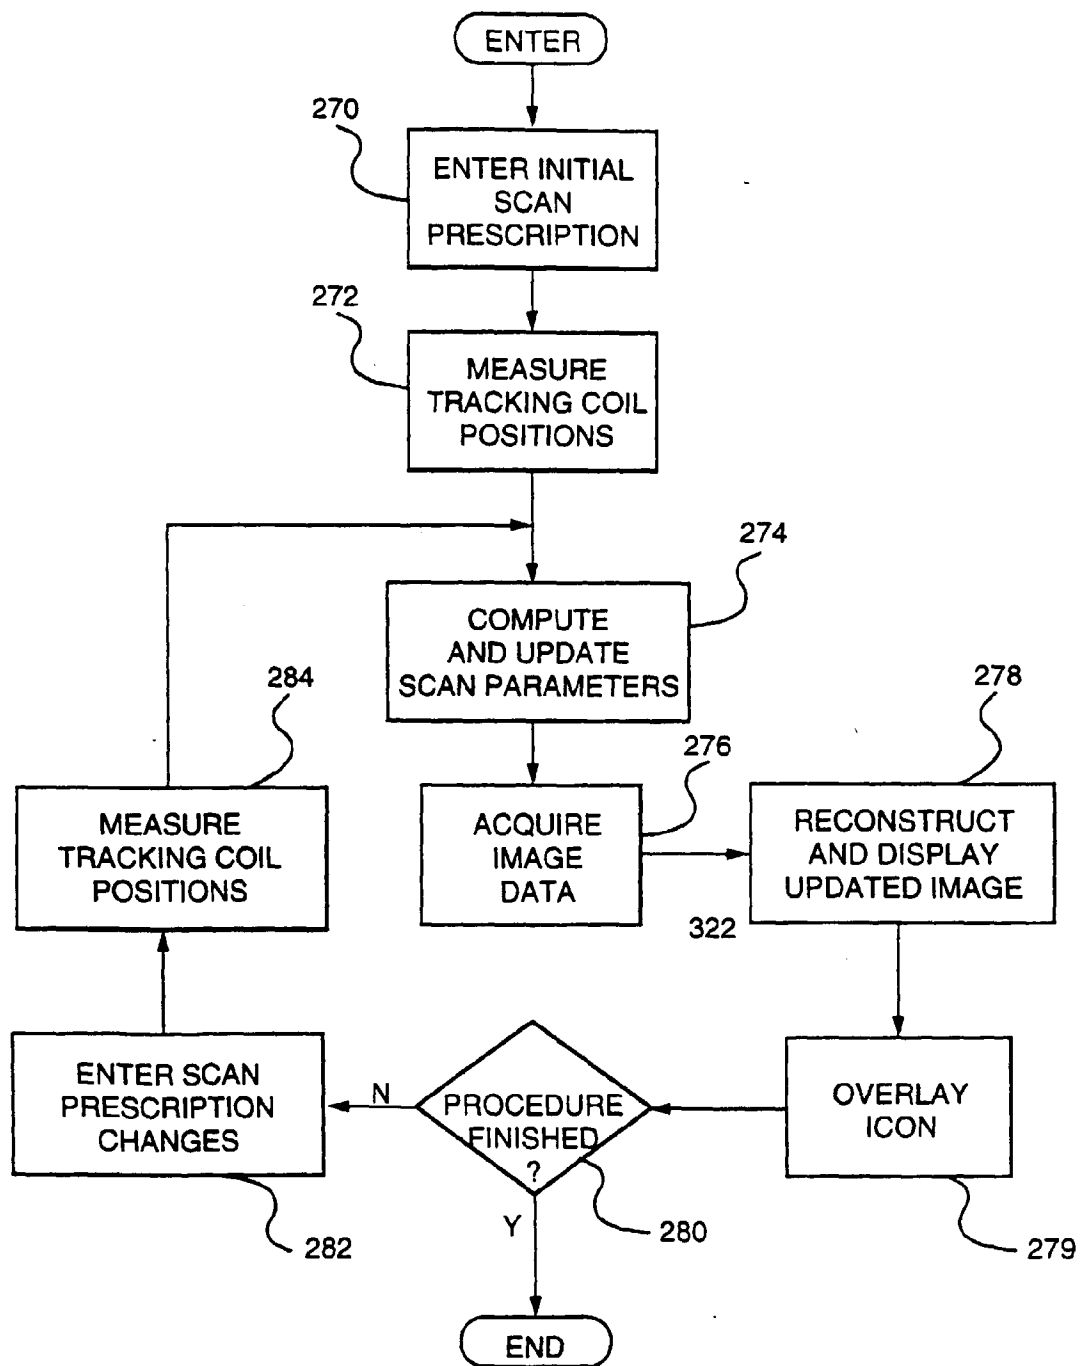 ENTER
270
ENTER INITIAL
SCAN
PRESCRIPTION
272
MEASURE
TRACKING COIL
POSITIONS
274
COMPUTE
AND UPDATE
SCAN PARAMETERS
276
ACQUIRE
IMAGE
DATA
278
RECONSTRUCT
AND DISPLAY
UPDATED IMAGE
322
OVERLAY
ICON
279
PROCEDURE
FINISHED
?
280
N
Y
ENTER SCAN
PRESCRIPTION
CHANGES
282
284
MEASURE
TRACKING COIL
POSITIONS
END